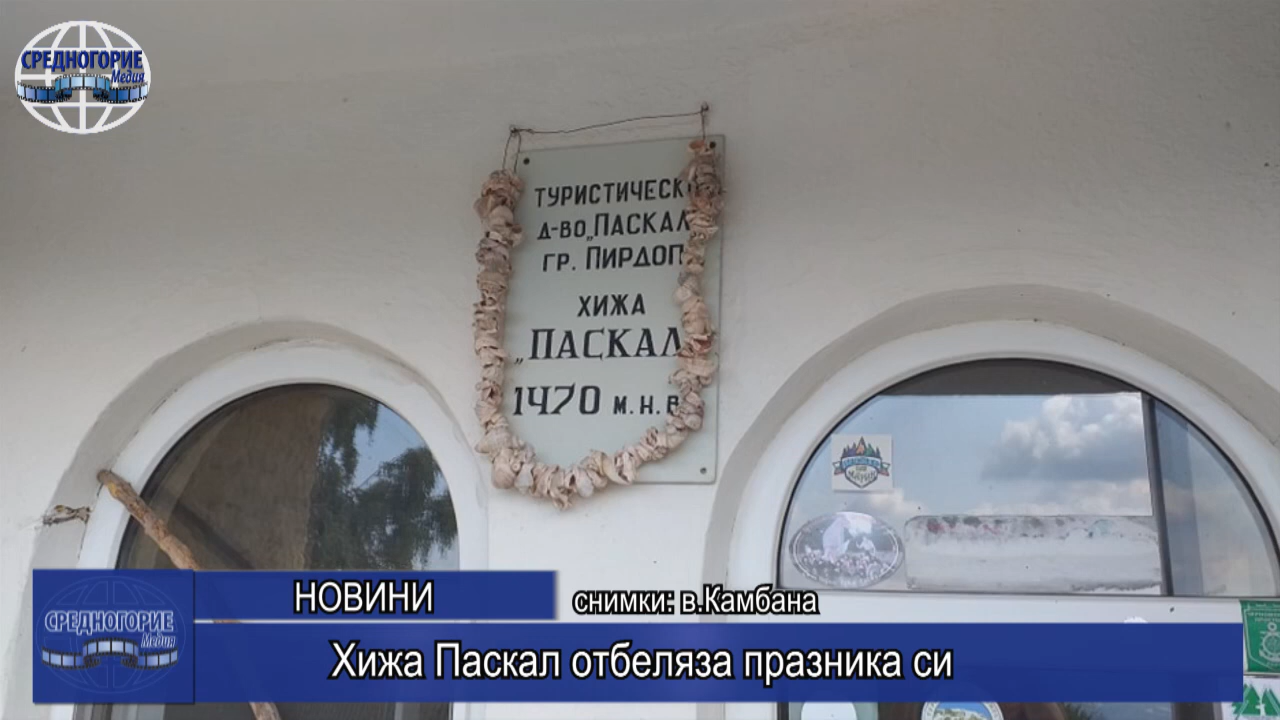 СРЕДНОГОРИЕ
Медия
ТУРИСТИЧЕСК
Д-ВО „ПАСКАЛ
ГР. ПИРДОП
ХИЖА
„ПАСКАЛ
1470 М.Н.В
НОВИНИ
снимки: в.Камбана
СРЕДНОГОРИЕ
Медия
Хижа Паскал отбеляза празника си